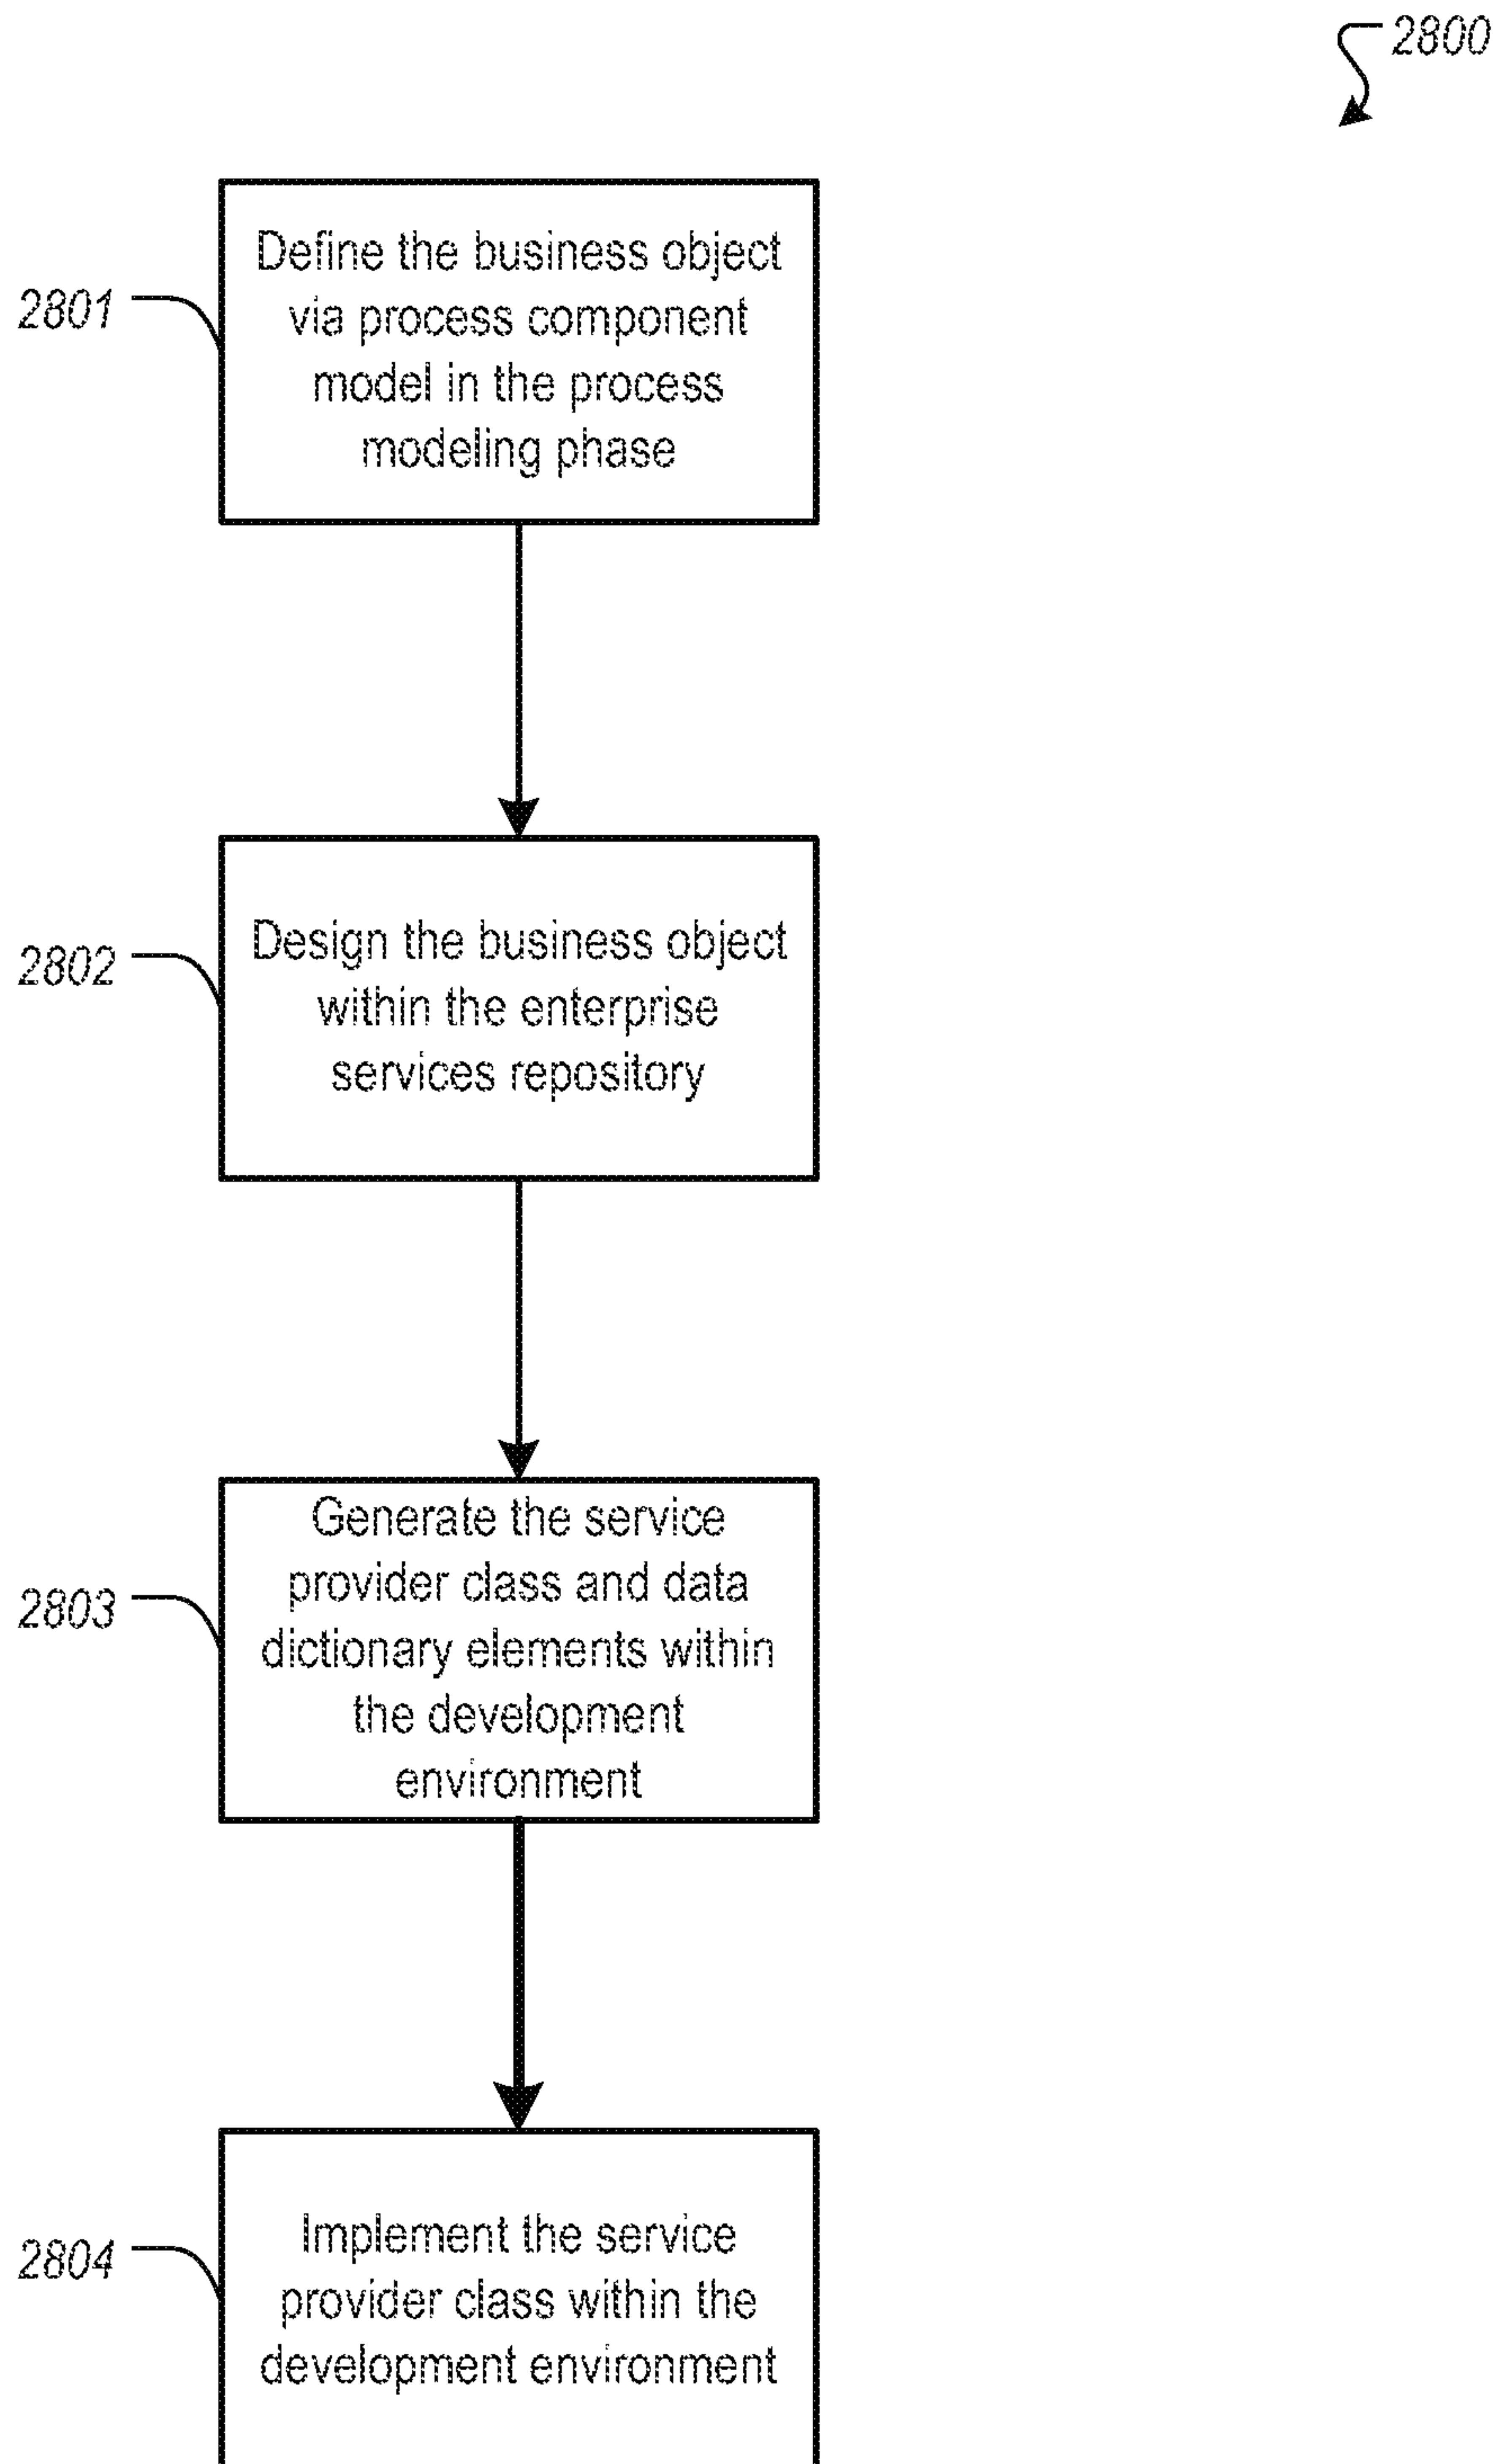 2800
2801
Define the business object
via process component
model in the process
modeling phase
2802
Design the business object
within the enterprise
services repository
2803
Generate the service
provider class and data
dictionary elements within
the development
environment
2804
Implement the service
provider class within the
development environment